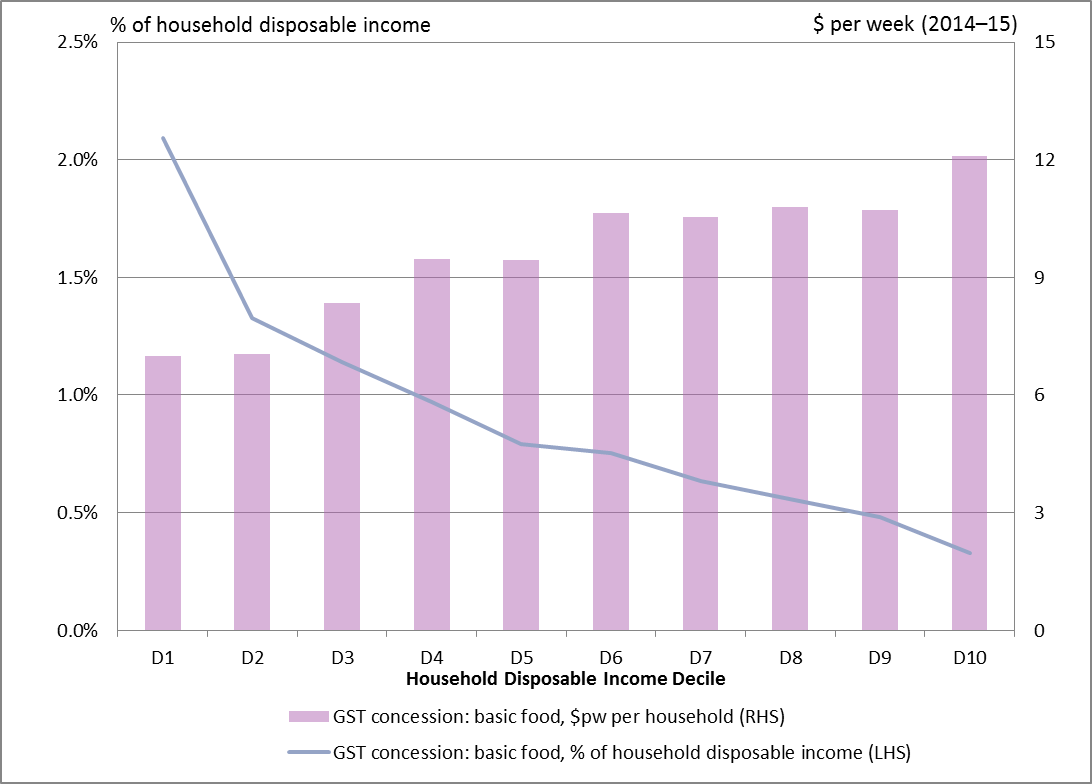 % of household disposable income
$ per week (2014–15)
2.5%
2.0%
1.5%
1.0%
0.5%
0.0%
15
12
9
6
3
0
D1 D2 D3 D4 D5 D6 D7 D8 D9 D10
Household Disposable Income Decile
GST concession: basic food, $pw per household (RHS)
GST concession: basic food, % of household disposable income (LHS)